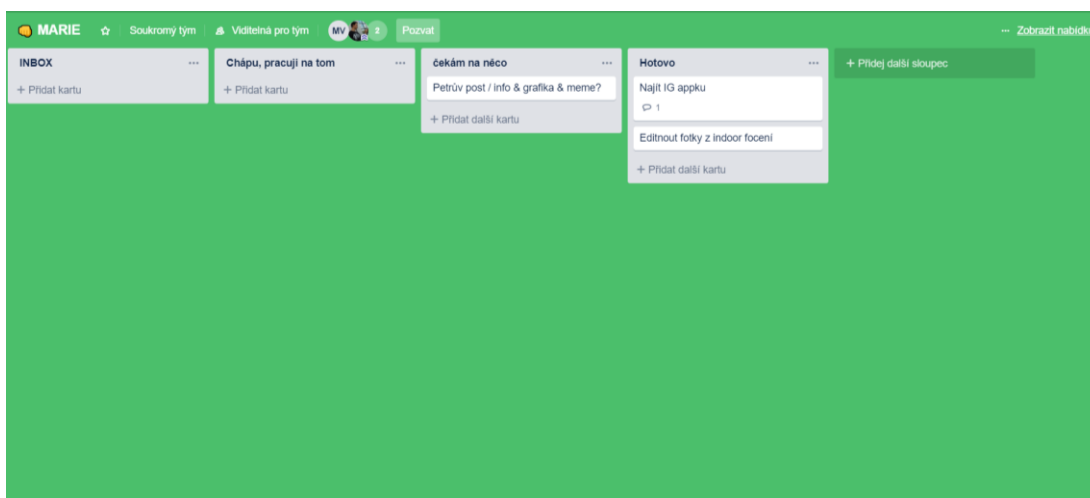 MARIE Soukromý tým Viditelná pro tým MV 2 Pozvat ... Zobrazit nabídku
INBOX ...
+ Přidat kartu
Chápu, pracuji na tom ...
+ Přidat kartu
čekám na něco ...
Petrův post / info & grafika & meme?
+ Přidat další kartu
Hotovo ...
Najít IG appku
1
Editnout fotky z indoor focení
+ Přidat další kartu
+ Přidej další sloupec